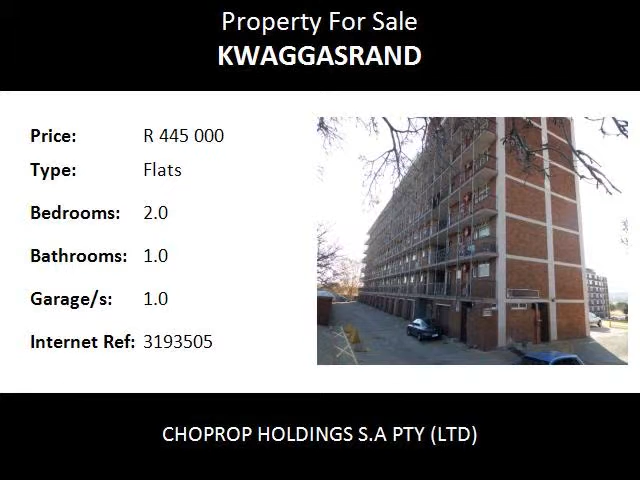 Property For Sale
KWAGGASRAND
Price: R 445 000
Type: Flats
Bedrooms: 2.0
Bathrooms: 1.0
Garage/s: 1.0
Internet Ref: 3193505
CHOPROP HOLDINGS S.A PTY (LTD)